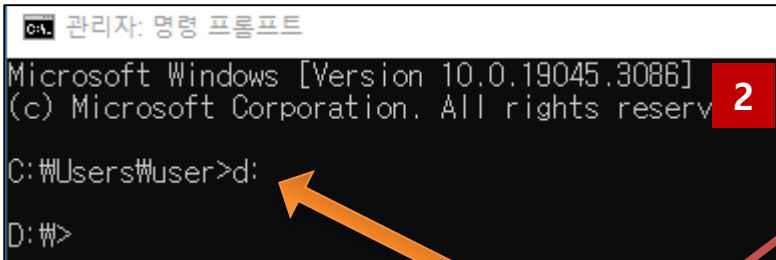 관리자: 명령 프롬프트
Microsoft Windows [Version 10.0.19045.3086]
(c) Microsoft Corporation. All rights reserv
2
C:₩Users₩user>d:
D:₩>